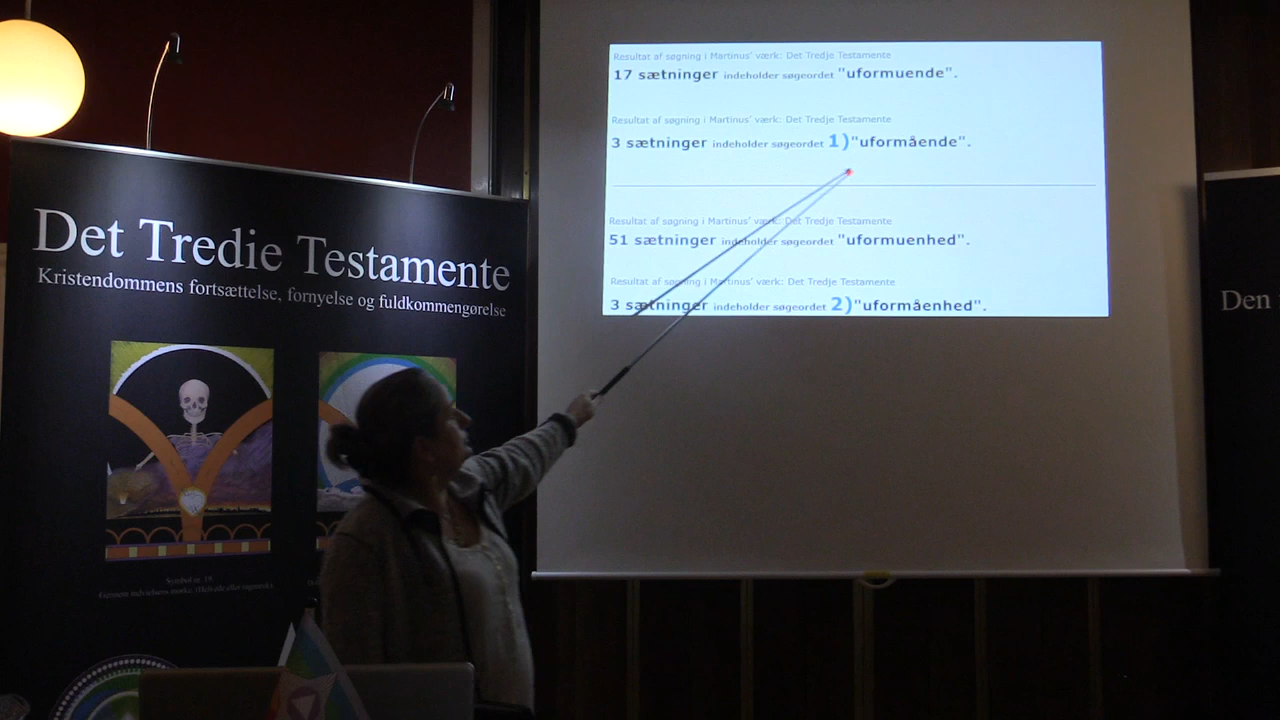 Det Tredie Testamente
Kristendommens fortsættelse, fornyelse og fuldkommengørelse
Symbol nr. 19
Resultat af søgning i Martinus' værk: Det Tredje Testamente
17 sætninger indeholder søgeordet "uformuende".
Resultat af søgning i Martinus' værk: Det Tredje Testamente
3 sætninger indeholder søgeordet 1)"uformående".
Resultat af søgning i Martinus' værk: Det Tredje Testamente
51 sætninger indeholder søgeordet "uformuenhed".
Resultat af søgning i Martinus' værk: Det Tredje Testamente
3 sætninger indeholder søgeordet 2)"uformåenhed".
Den